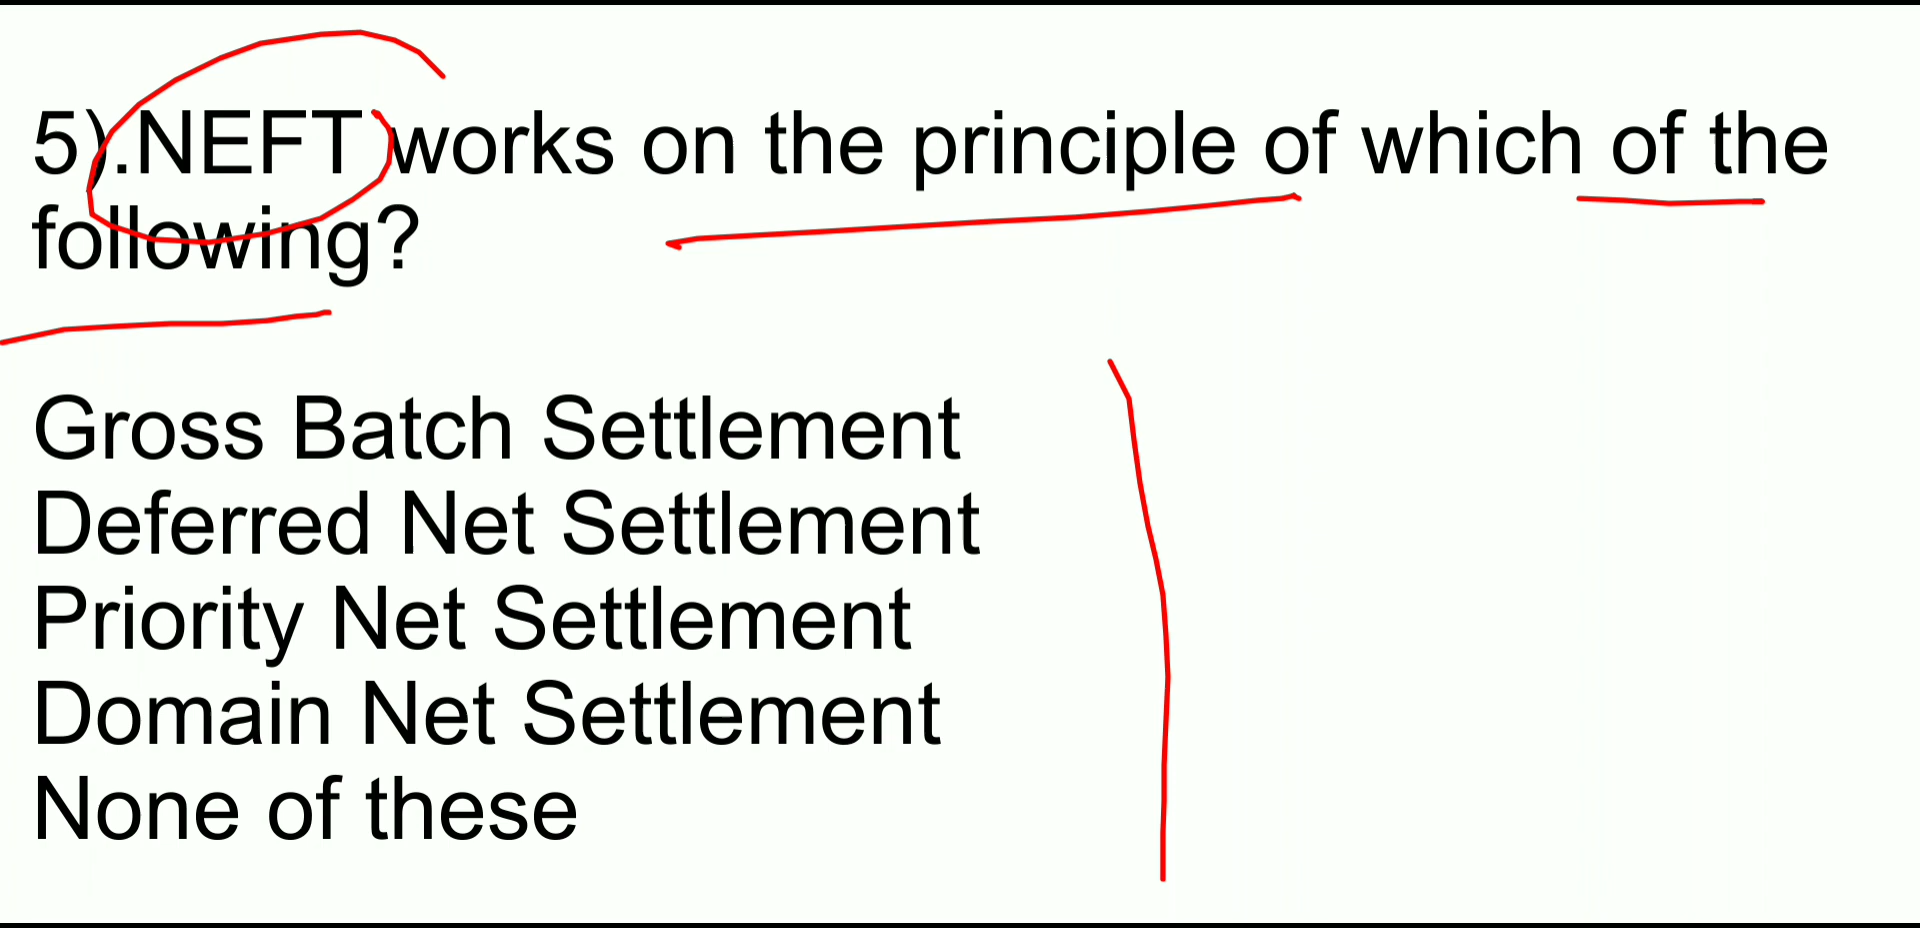 5).NEFT works on the principle of which of the
following?
Gross Batch Settlement
Deferred Net Settlement
Priority Net Settlement
Domain Net Settlement
None of these